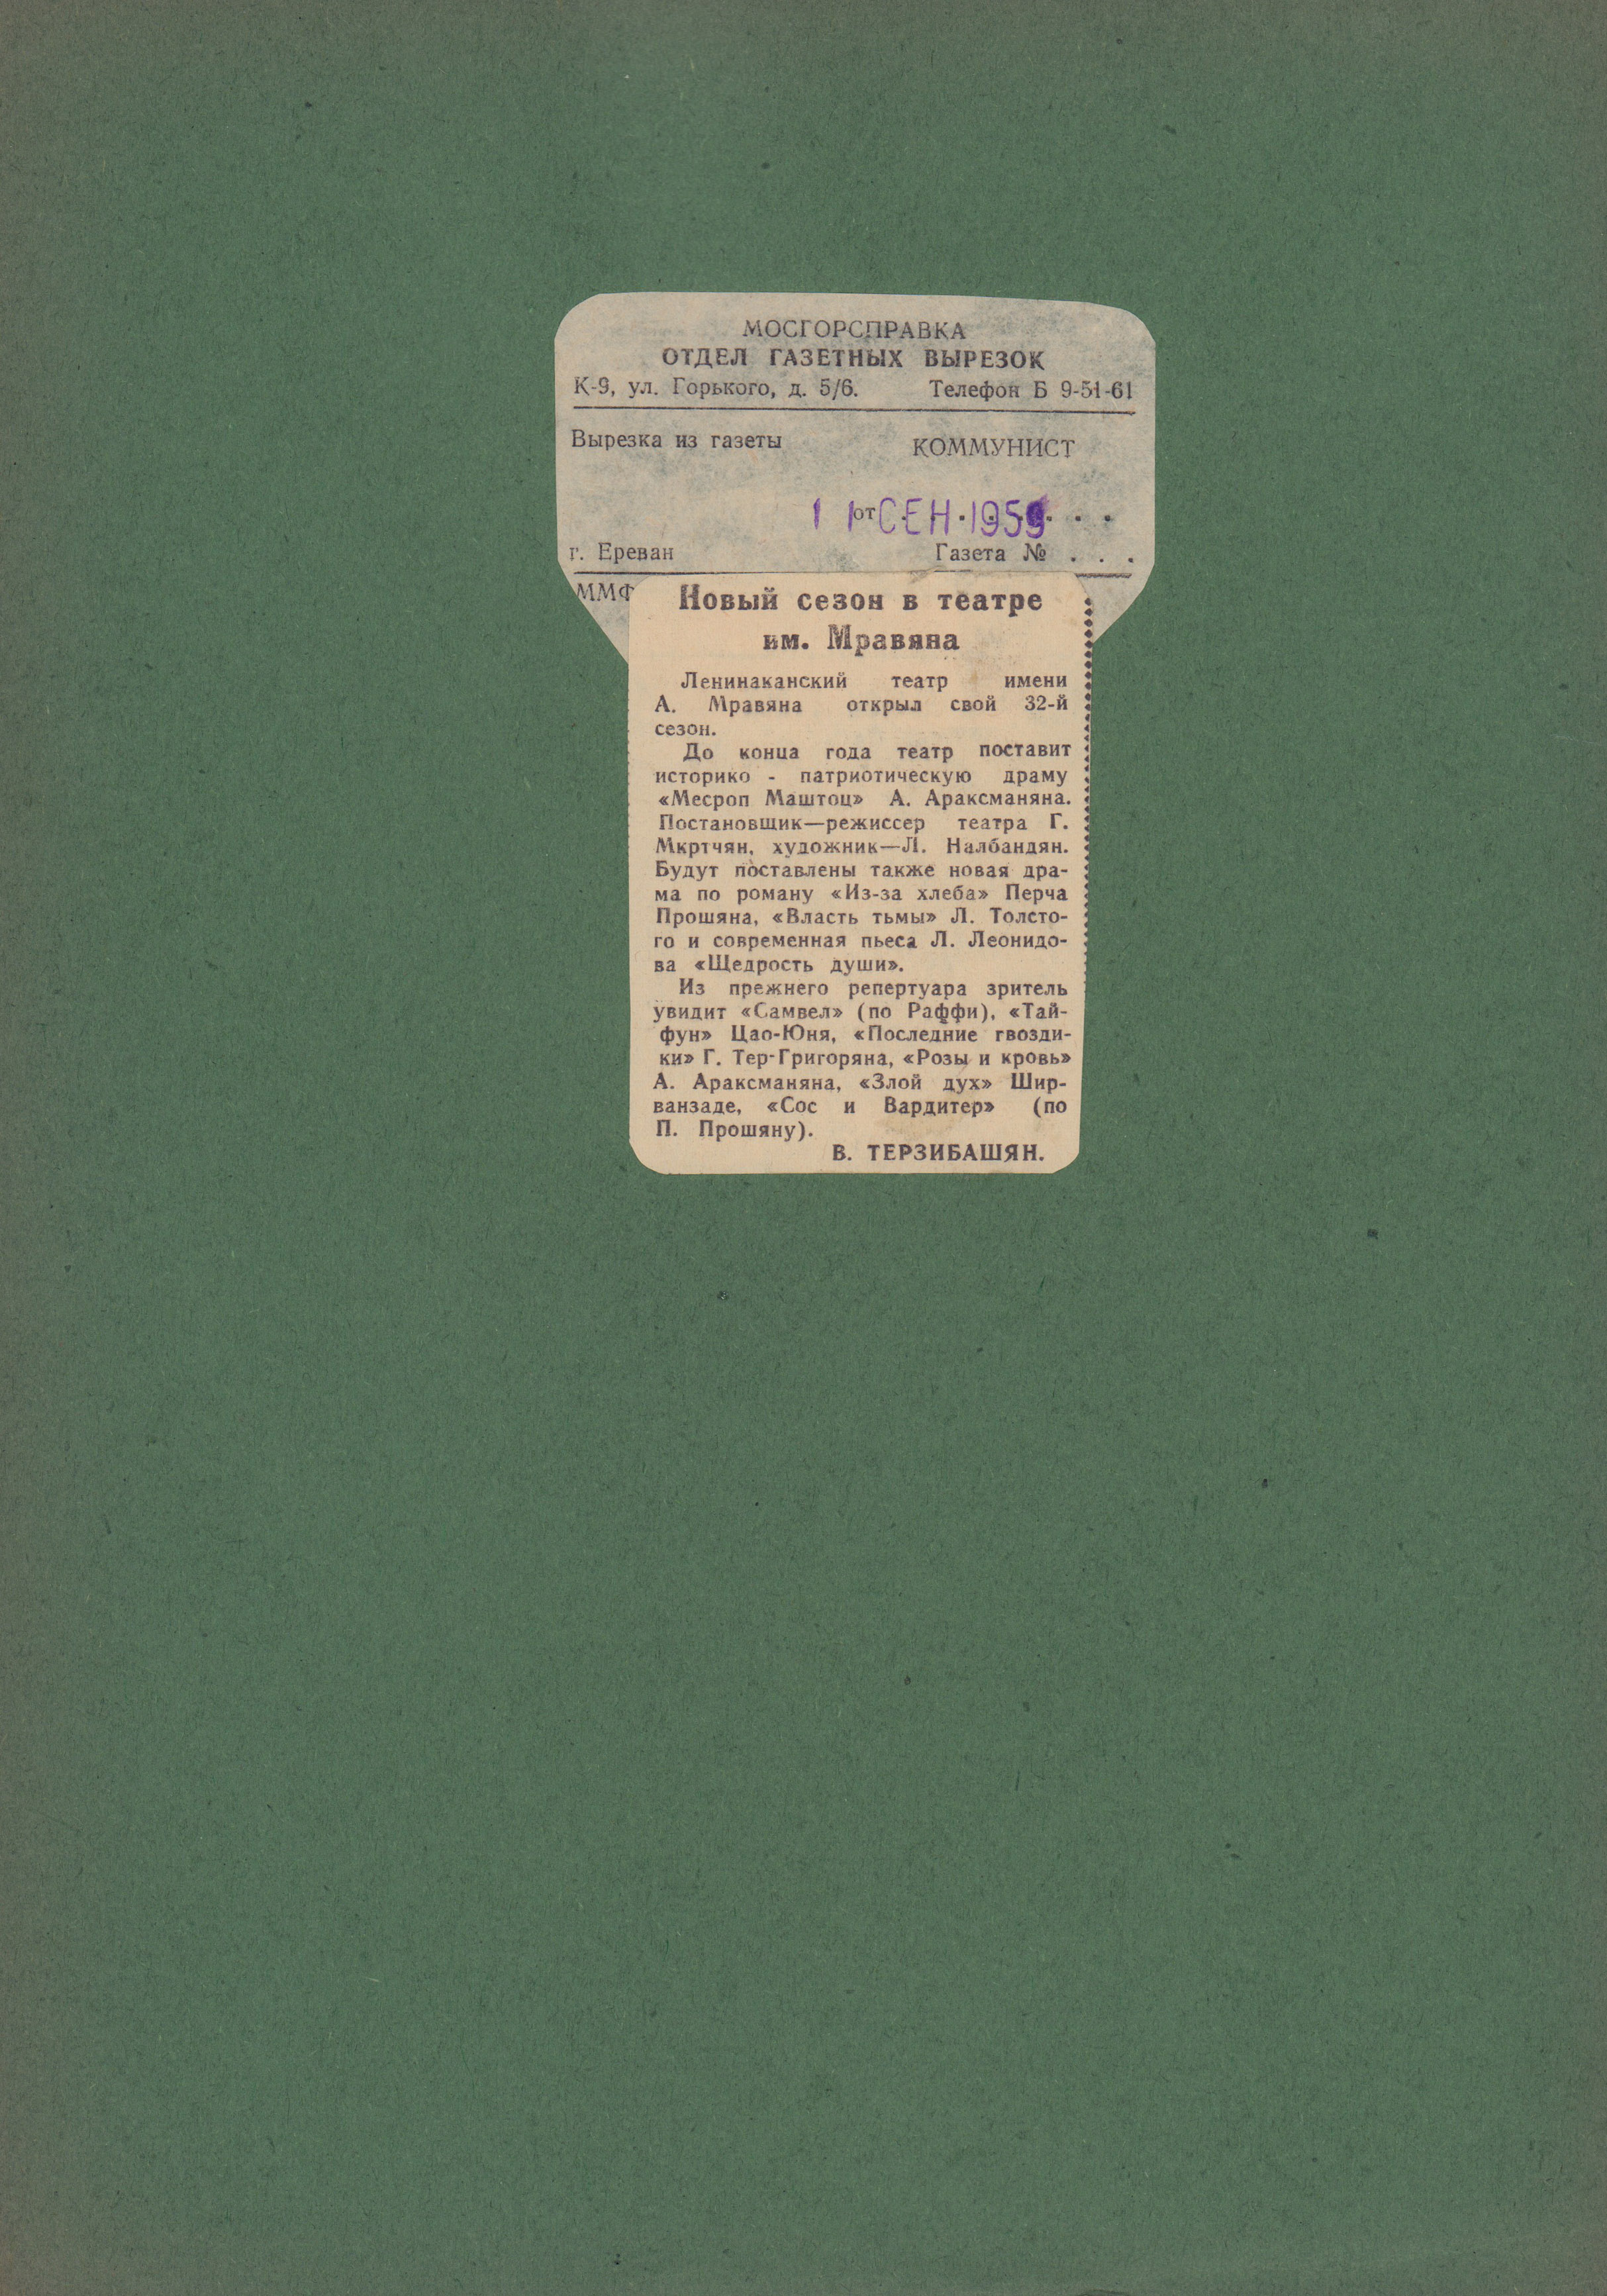 МОСГОРСПРАВКА
ОТДЕЛ ГАЗЕТНЫХ ВЫРЕЗОК
К-9, ул. Горького, д. 5/6. Телефон Б 9-51-61
Вырезка из газеты
КОММУНИСТ
от 11 СЕН. 1959 . . .
г. Ереван Газета № . . .
ММФ
Новый сезон в театре
им. Мравяна
Ленинаканский театр имени
А. Мравяна открыл свой 32-й
сезон.
До конца года театр поставит
историко - патриотическую драму
«Месроп Маштоц» А. Араксманяна.
Постановщик—режиссер театра Г.
Мкртчян, художник—Л. Налбандян.
Будут поставлены также новая дра-
ма по роману «Из-за хлеба» Перча
Прошяна, «Власть тьмы» Л. Толсто-
го и современная пьеса Л. Леонидо-
ва «Щедрость души».
Из прежнего репертуара зритель
увидит «Самвел» (по Раффи), «Тай-
фун» Цао-Юня, «Последние гвозди-
ки» Г. Тер-Григоряна, «Розы и кровь»
А. Араксманяна, «Злой дух» Шир-
ванзаде, «Сос и Вардитер» (по
П. Прошяну).
В. ТЕРЗИБАШЯН.